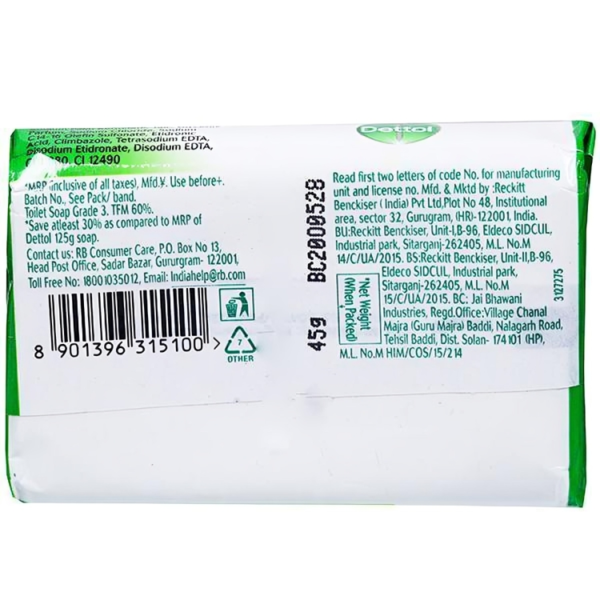 Parfum, Sodium Chloride, Sodium
C14-16 Olefin Sulfonate, Etidronic
Acid, Climbazole, Tetrasodium EDTA,
Disodium Etidronate, Disodium EDTA,
CI 12490
Dettol
*MRP (inclusive of all taxes), Mfd.¥. Use before+.
Batch No., See Pack/ band.
Toilet Soap Grade 3. TFM 60%.
*Save atleast 30% as compared to MRP of
Dettol 125g soap.
Contact us: RB Consumer Care, P.O. Box No 13,
Head Post Office, Sadar Bazar, Gururgram- 122001,
Toll Free No: 18001035012, Email: Indiahelp@rb.com
8 901396 315100 >
7
OTHER
45g BC2000528
Read first two letters of code No. for manufacturing
unit and license no. Mfd. & Mktd by :Reckitt
Benckiser ( India) Pvt Ltd,Plot No 48, Institutional
area, sector 32, Gurugram, (HR)-122001, India.
BU:Reckitt Benckiser, Unit-I,B-96, Eldeco SIDCUL,
Industrial park, Sitarganj-262405, M.L. No.M
14/C/UA/2015. BS:Reckitt Benckiser, Unit-II,B-96,
Eldeco SIDCUL, Industrial park,
Sitarganj-262405, M.L. No.M
15/C/UA/2015. BC: Jai Bhawani
Industries, Regd.Office:Village Chanal
Majra (Guru Majra) Baddi, Nalagarh Road,
Tehsil Baddi, Dist. Solan- 174101 (HP),
M.L. No.M HIM/COS/15/214
*Net Weight
(When Packed)
3127275